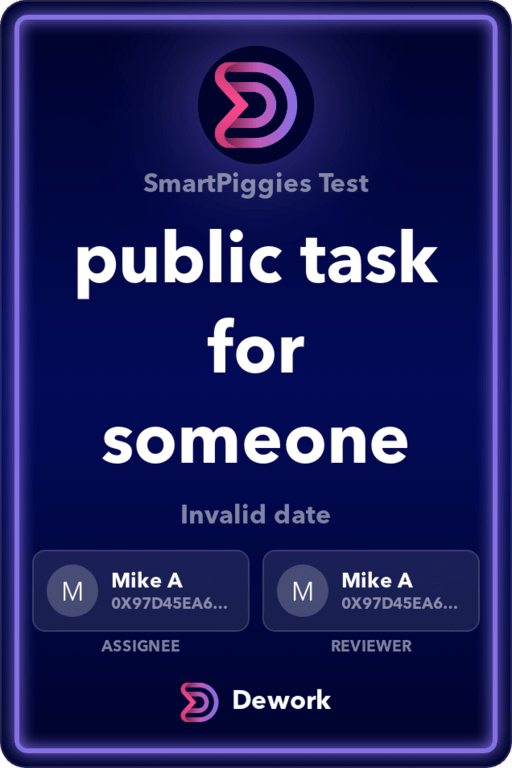 SmartPiggies Test
public task
for
someone
Invalid date
M Mike A
0X97D45EA6...
M Mike A
0X97D45EA6...
ASSIGNEE
REVIEWER
Dework